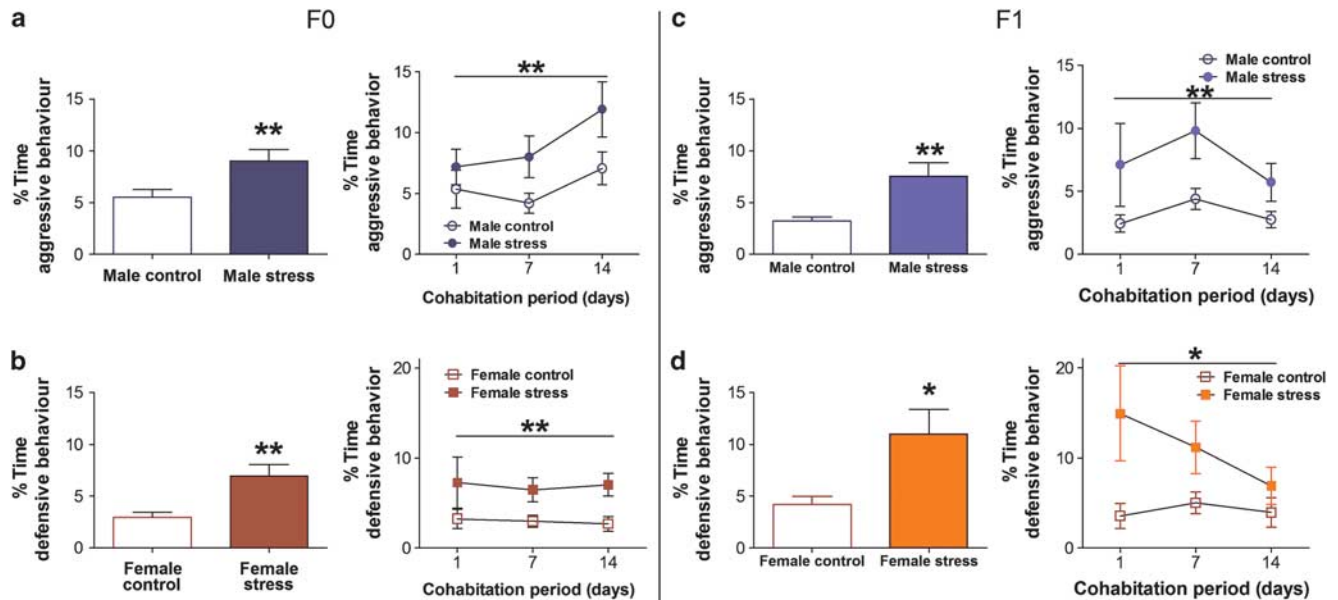 a
F0
% Time
aggressive behaviour
15
10
5
0
**
Male control
Male stress
% Time
aggressive behavior
15
10
5
0
**
Male control
Male stress
1
7
14
Cohabitation period (days)
c
F1
% Time
aggressive behaviour
15
10
5
0
**
Male control
Male stress
% Time
aggressive behavior
15
10
5
0
Male control
Male stress
**
1
7
14
Cohabitation period (days)
b
% Time
defensive behaviour
15
10
5
0
**
Female
control
Female
stress
% Time
defensive behavior
20
10
0
Female control
Female stress
**
1
7
14
Cohabitation period (days)
d
% Time
defensive behaviour
15
10
5
0
*
Female control
Female stress
% Time
defensive behavior
20
10
0
*
Female control
Female stress
1
7
14
Cohabitation period (days)